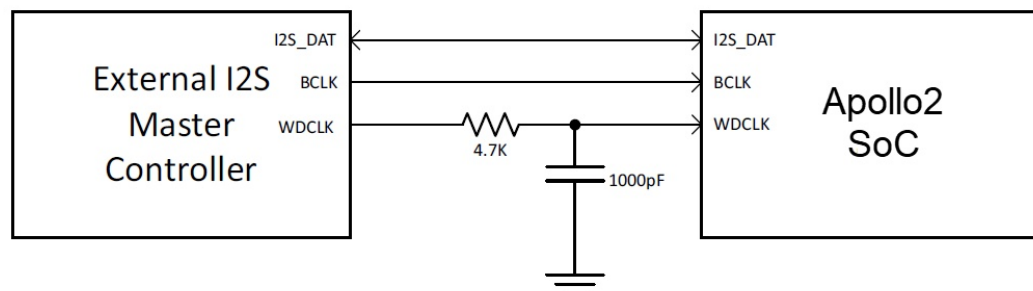 External I2S
Master
Controller
I2S_DAT
BCLK
WDCLK
4.7K
1000pF
I2S_DAT
BCLK
WDCLK
Apollo2
SoC